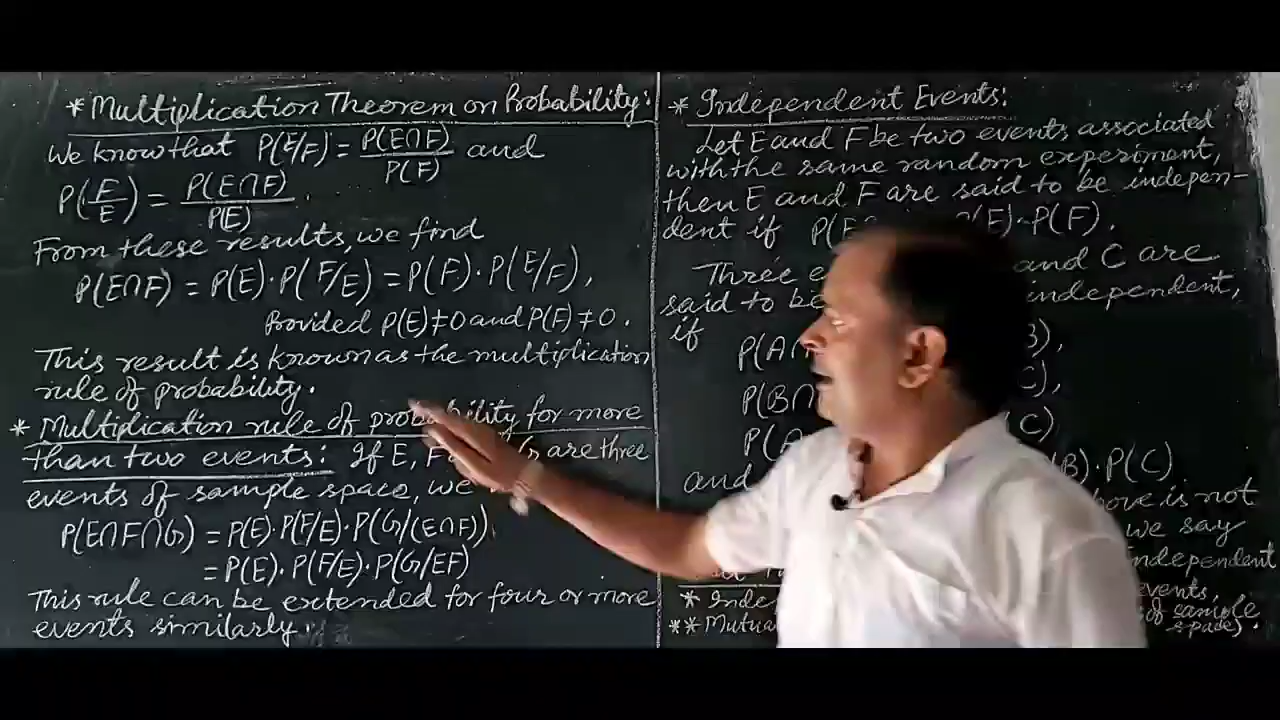 *Multiplication Theorem on Probability:
We know that P(E/F) = P(E∩F)/P(F) and
P(F/E) = P(E∩F)/P(E).
From these results, we find
P(E∩F) = P(E)·P(F/E) = P(F)·P(E/F),
Provided P(E)≠0 and P(F)≠0.
This result is known as the multiplication
rule of probability.
* Multiplication rule of probability for more
than two events: If E, F are three
events of sample space, we
P(E∩F∩G) = P(E)·P(F/E)·P(G/(E∩F))
= P(E)·P(F/E)·P(G/EF)
This rule can be extended for four or more
events similarly.
* Independent Events:
Let E and F be two events associated
with the same random experiment,
then E and F are said to be indepen-
dent if P(E P(E)·P(F).
Three and C are
said to be independent,
if
P(A∩ B),
P(B∩ C),
P(A C)
and (B)·P(C)
above is not
we say
independent
events,
* Inde of sample
** Mutua space).